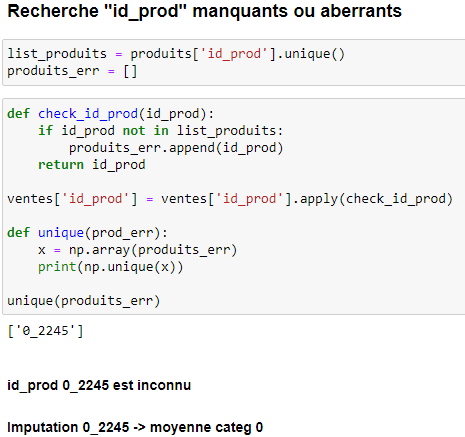 Recherche "id_prod" manquants ou aberrants
list_produits = produits['id_prod'].unique()
produits_err = []
def check_id_prod(id_prod):
    if id_prod not in list_produits:
        produits_err.append(id_prod)
    return id_prod
ventes['id_prod'] = ventes['id_prod'].apply(check_id_prod)
def unique(prod_err):
    x = np.array(produits_err)
    print(np.unique(x))
unique(produits_err)
['0_2245']
id_prod 0_2245 est inconnu
Imputation 0_2245 -> moyenne categ 0